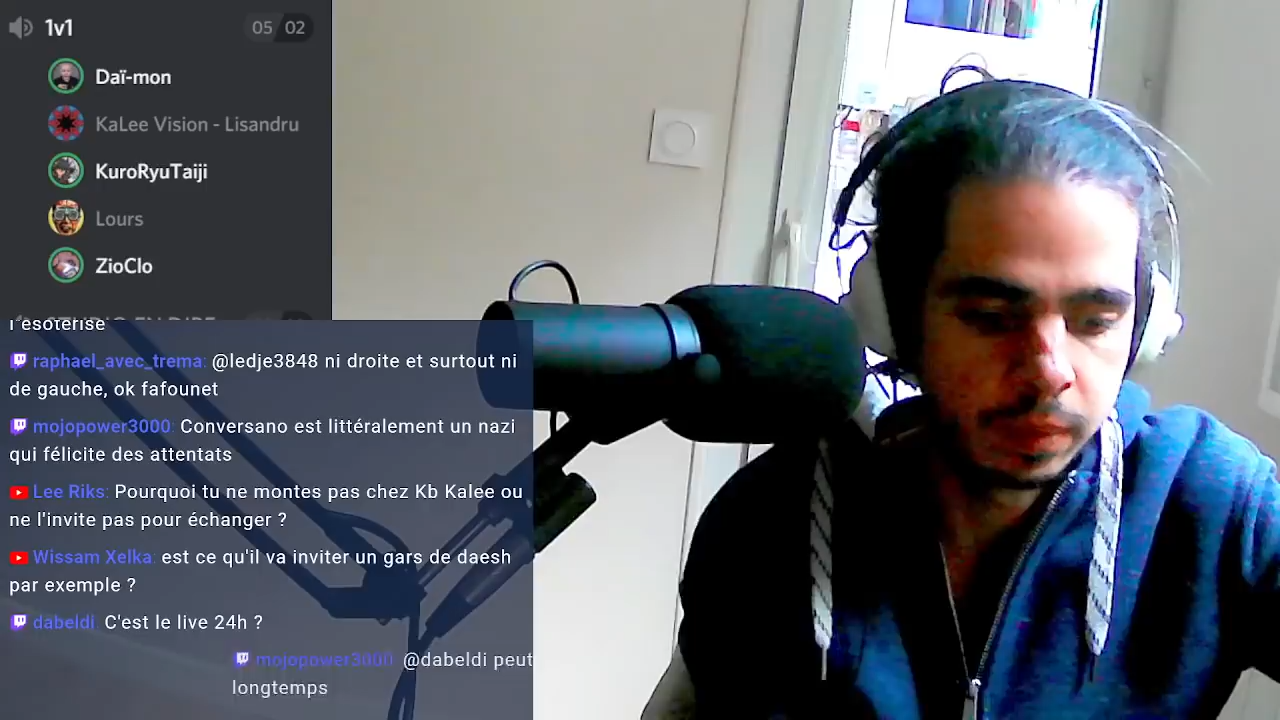 1v1
05 02
Daï-mon
KaLee Vision - Lisandru
KuroRyuTaiji
Lours
ZioClo
l'ésotérise
raphael_avec_trema: @ledje3848 ni droite et surtout ni
de gauche, ok fafounet
mojopower3000: Conversano est littéralement un nazi
qui félicite des attentats
Lee Riks: Pourquoi tu ne montes pas chez Kb Kalee ou
ne l'invite pas pour échanger ?
Wissam Xelka: est ce qu'il va inviter un gars de daesh
par exemple ?
dabeldi: C'est le live 24h ?
mojopower3000: @dabeldi peut
longtemps